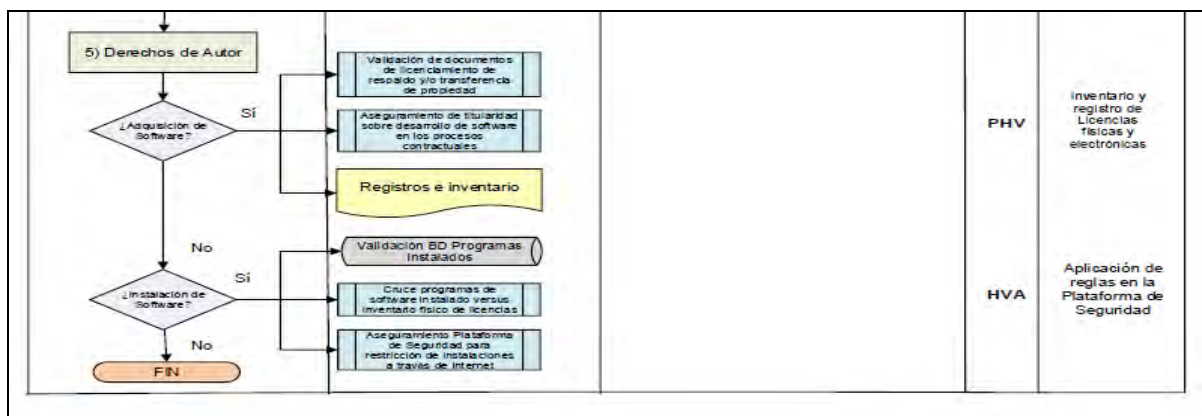 5) Derechos de Autor
Validación de documentos
de licenciamiento de
respaldo y/o transferencia
de propiedad
Sí
¿Adquisición de
Software?
Aseguramiento de titularidad
sobre desarrollo de software
en los procesos
contractuales
PHV
Inventario y
registro de
Licencias
físicas y
electrónicas
Registros e inventario
No
Validación BD Programas
Instalados
Sí
¿Instalación de
Software?
Cruce programas de
software instalado versus
inventario físico de licencias
HVA
Aplicación de
reglas en la
Plataforma de
Seguridad
No
Aseguramiento Plataforma
de Seguridad para
restricción de instalaciones
a través de Internet
FIN